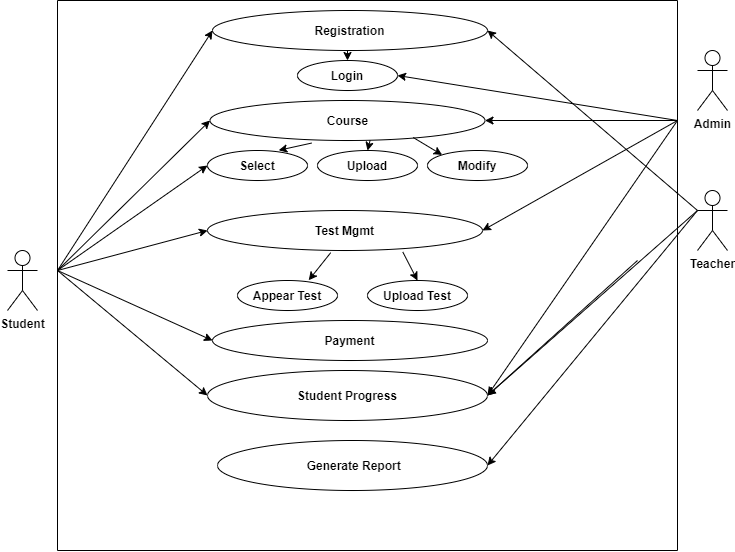 Registration
Login
Course
Select
Upload
Modify
Test Mgmt
Appear Test
Upload Test
Payment
Student Progress
Generate Report
Student
Admin
Teacher